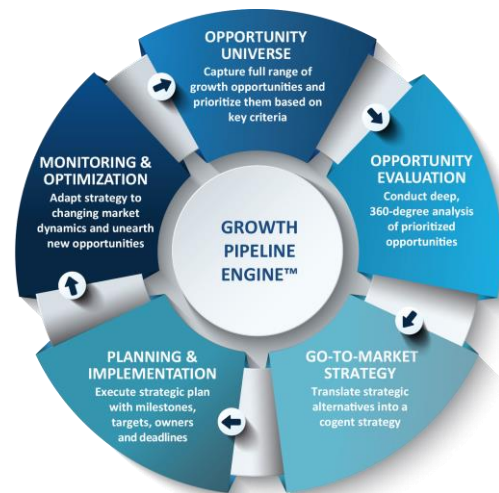 OPPORTUNITY
UNIVERSE
Capture full range of
growth opportunities and
prioritize them based on
key criteria
OPPORTUNITY
EVALUATION
Conduct deep,
360-degree analysis
of prioritized
opportunities
GO-TO-MARKET
STRATEGY
Translate strategic
alternatives into a
cogent strategy
PLANNING &
IMPLEMENTATION
Execute strategic plan
with milestones,
targets, owners
and deadlines
MONITORING &
OPTIMIZATION
Adapt strategy to
changing market
dynamics and unearth
new opportunities
GROWTH
PIPELINE
ENGINE™